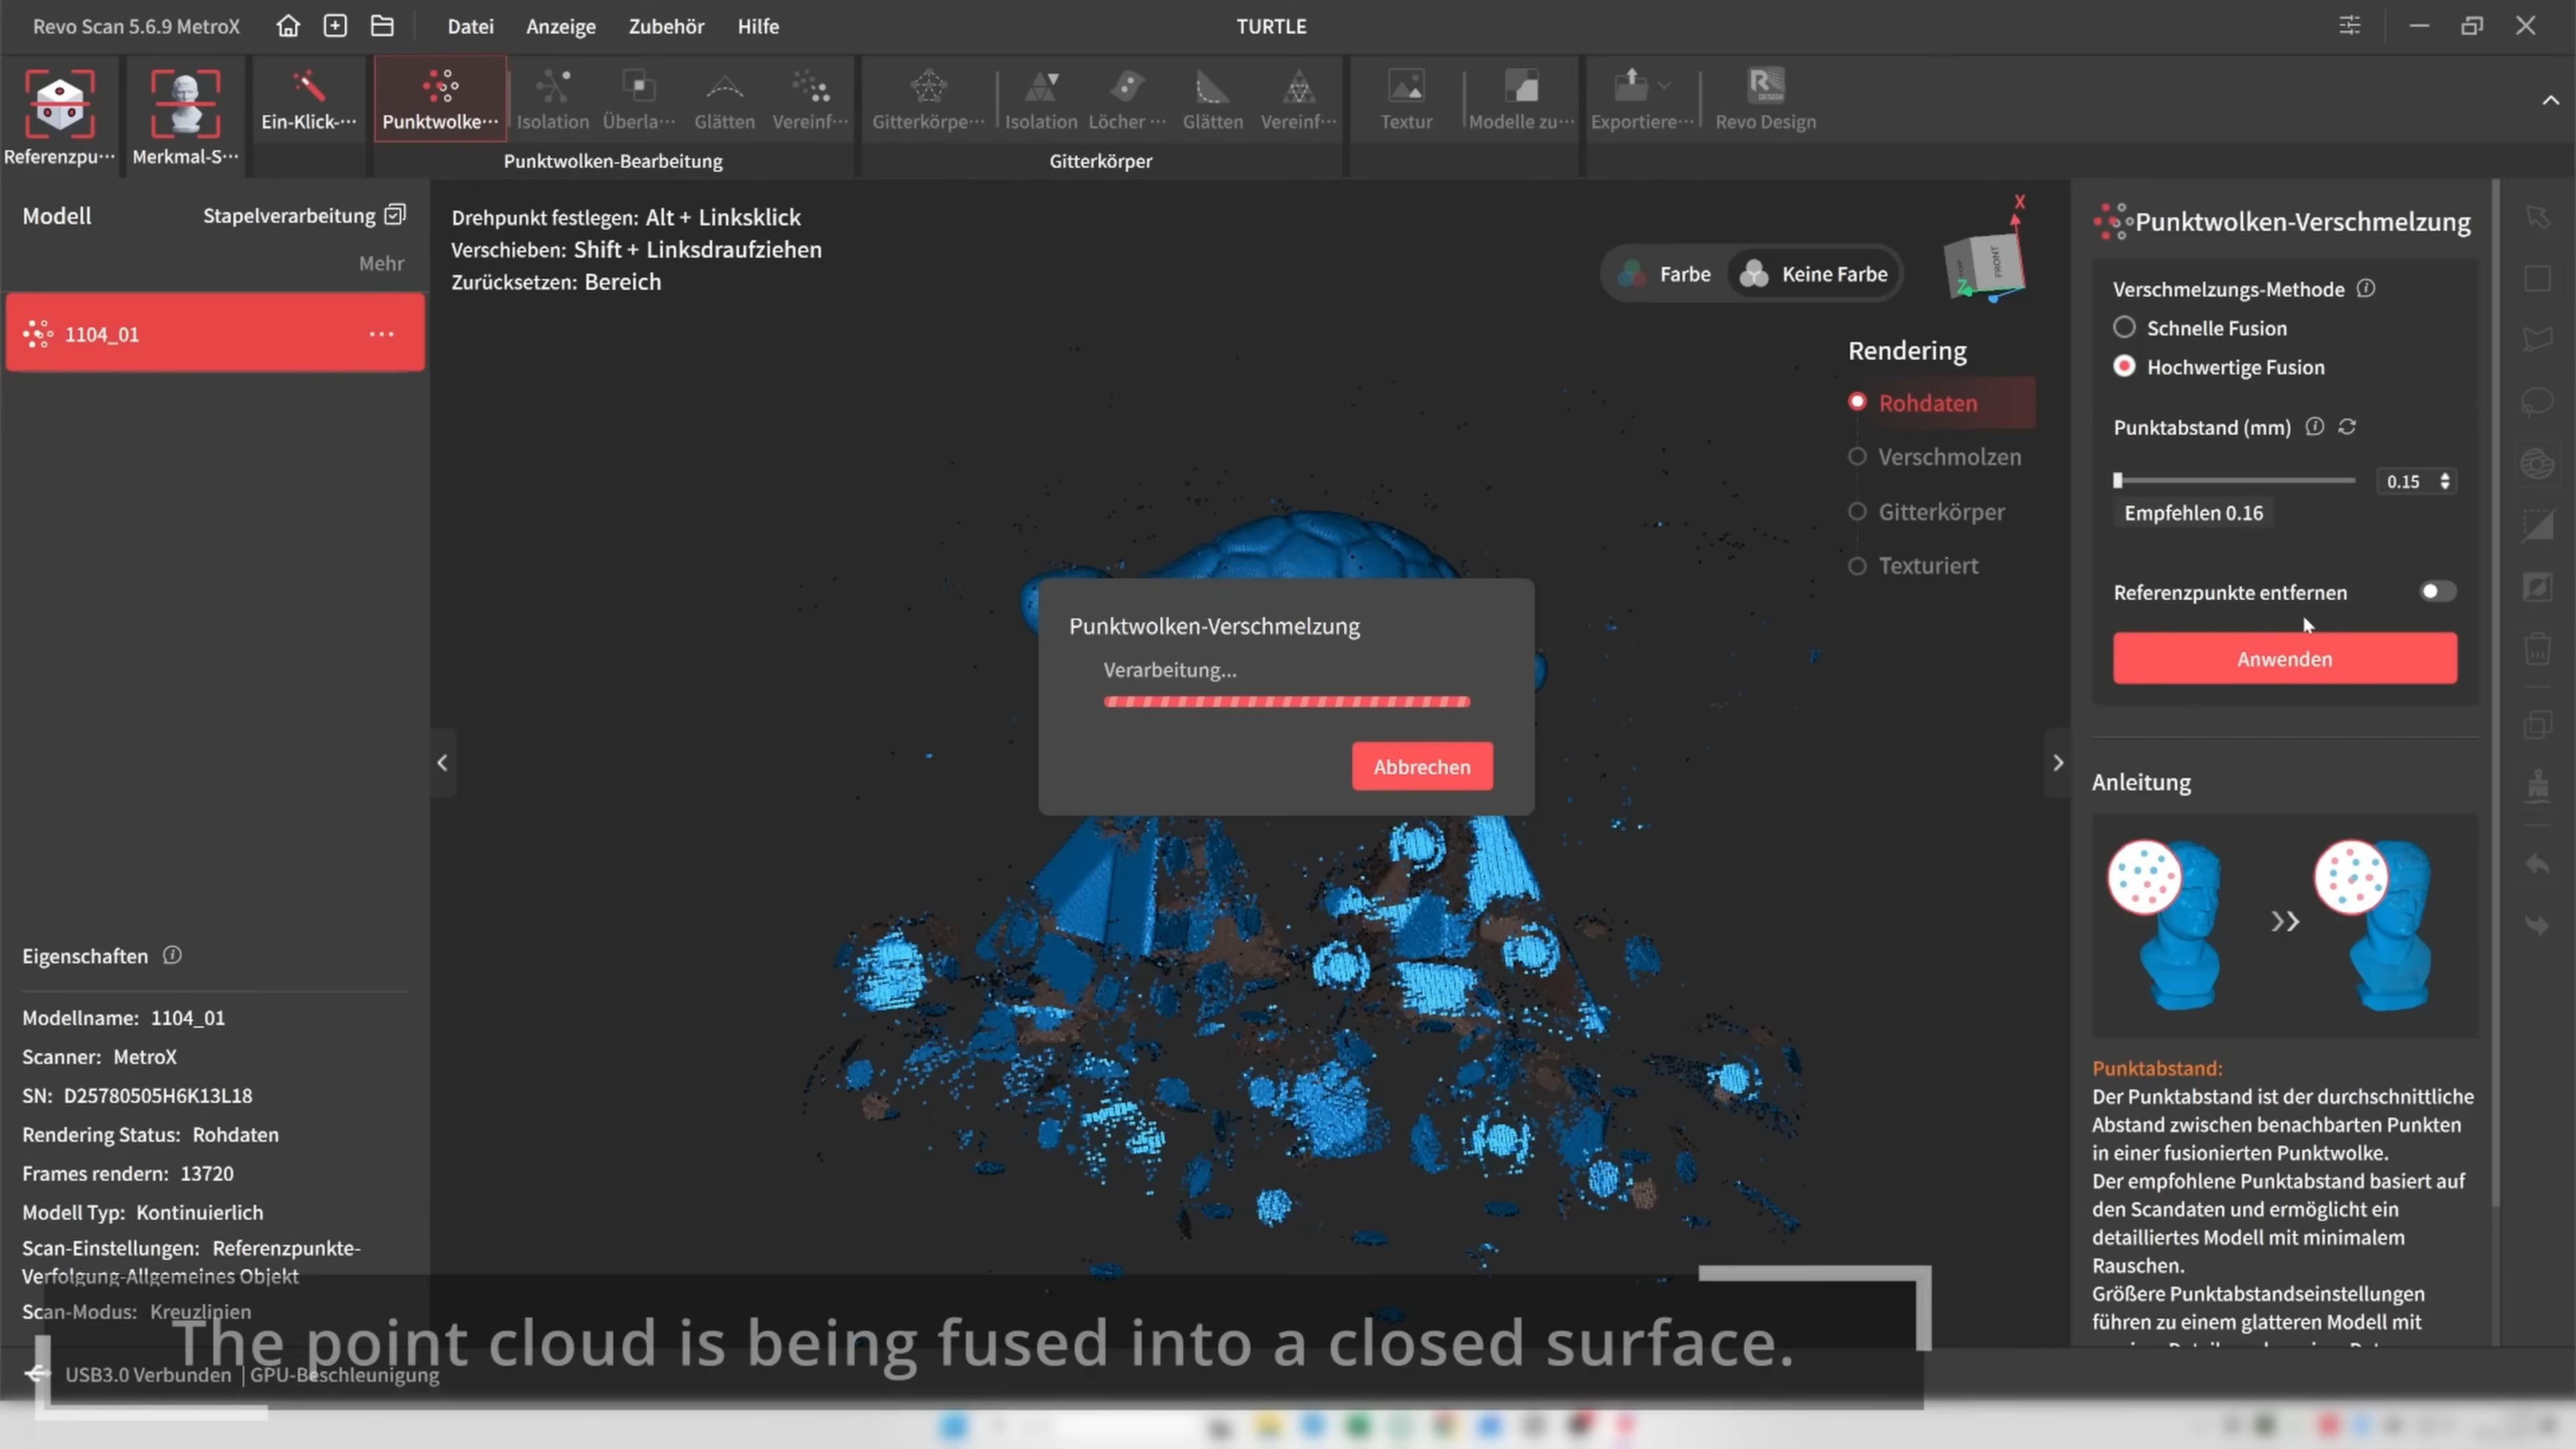 Revo Scan 5.6.9 MetroX
Datei Anzeige Zubehör Hilfe
TURTLE
Referenzpu···
Merkmal-S···
Ein-Klick-···
Punktwolke···
Isolation
Überla···
Glätten
Vereinf···
Punktwolken-Bearbeitung
Gitterkörpe···
Isolation
Löcher ···
Glätten
Vereinf···
Gitterkörper
Textur
Modelle zu···
Exportiere···
Revo Design
Modell
Stapelverarbeitung
Mehr
1104_01
Eigenschaften
Modellname: 1104_01
Scanner: MetroX
SN: D25780505H6K13L18
Rendering Status: Rohdaten
Frames rendern: 13720
Modell Typ: Kontinuierlich
Scan-Einstellungen: Referenzpunkte-
Verfolgung-Allgemeines Objekt
Scan-Modus: Kreuzlinien
Drehpunkt festlegen: Alt + Linksklick
Verschieben: Shift + Linksdraufziehen
Zurücksetzen: Bereich
Farbe
Keine Farbe
X
FRONT
Z
Rendering
Rohdaten
Verschmolzen
Gitterkörper
Texturiert
Punktwolken-Verschmelzung
Verarbeitung...
Abbrechen
Punktwolken-Verschmelzung
Verschmelzungs-Methode
Schnelle Fusion
Hochwertige Fusion
Punktabstand (mm)
0.15
Empfehlen 0.16
Referenzpunkte entfernen
Anwenden
Anleitung
Punktabstand:
Der Punktabstand ist der durchschnittliche
Abstand zwischen benachbarten Punkten
in einer fusionierten Punktwolke.
Der empfohlene Punktabstand basiert auf
den Scandaten und ermöglicht ein
detailliertes Modell mit minimalem
Rauschen.
Größere Punktabstandseinstellungen
führen zu einem glatteren Modell mit
The point cloud is being fused into a closed surface.
USB3.0 Verbunden | GPU-Beschleunigung